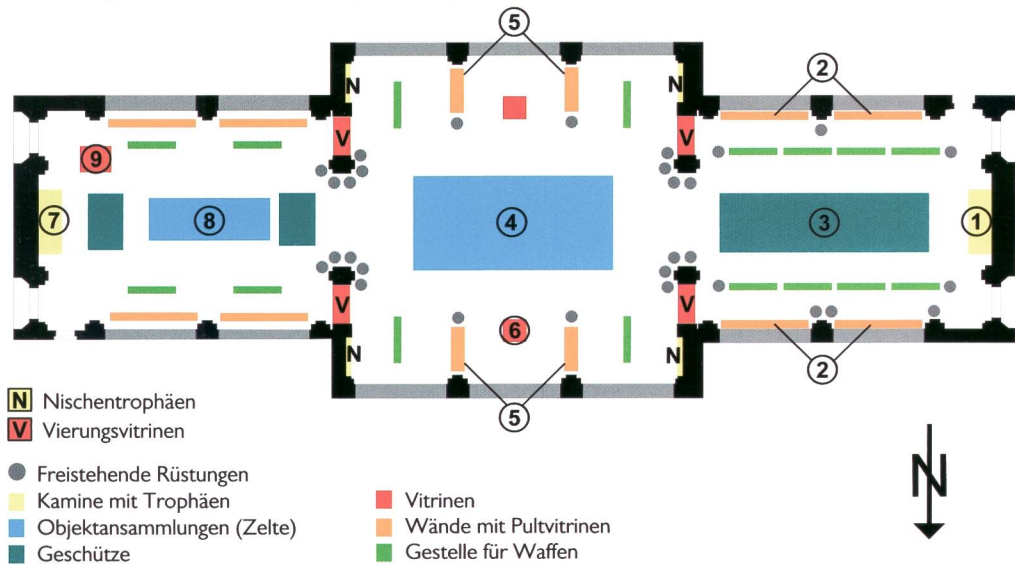 5
2
N
N
V
V
9
7
8
4
3
1
V
V
6
N
N
2
5
N Nischentrophäen
V Vierungsvitrinen
Freistehende Rüstungen
Kamine mit Trophäen
Objektansammlungen (Zelte)
Geschütze
Vitrinen
Wände mit Pultvitrinen
Gestelle für Waffen
N